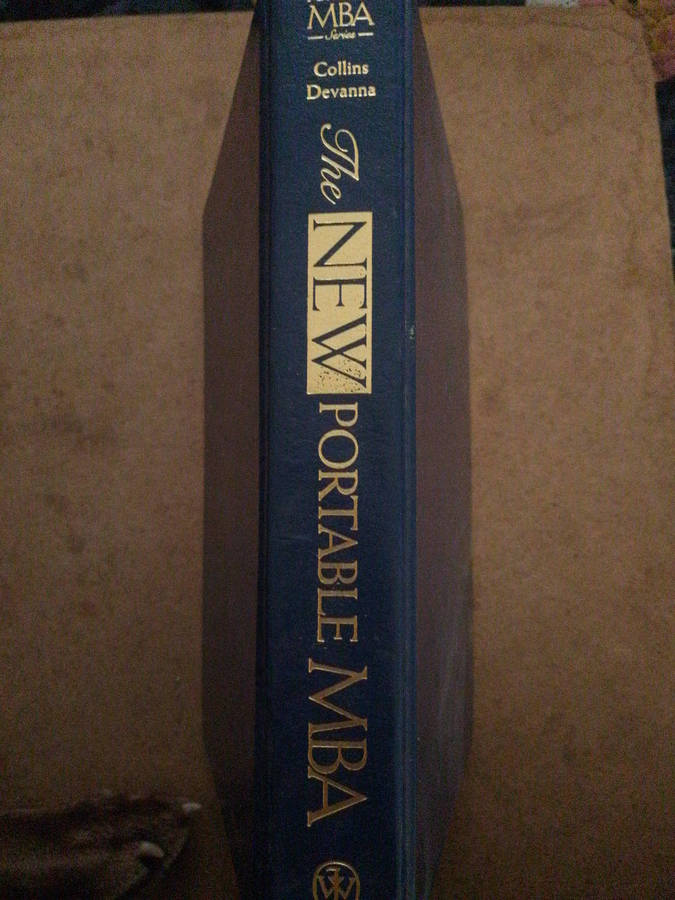 MBA
Series
Collins
Devanna
The NEW PORTABLE MBA